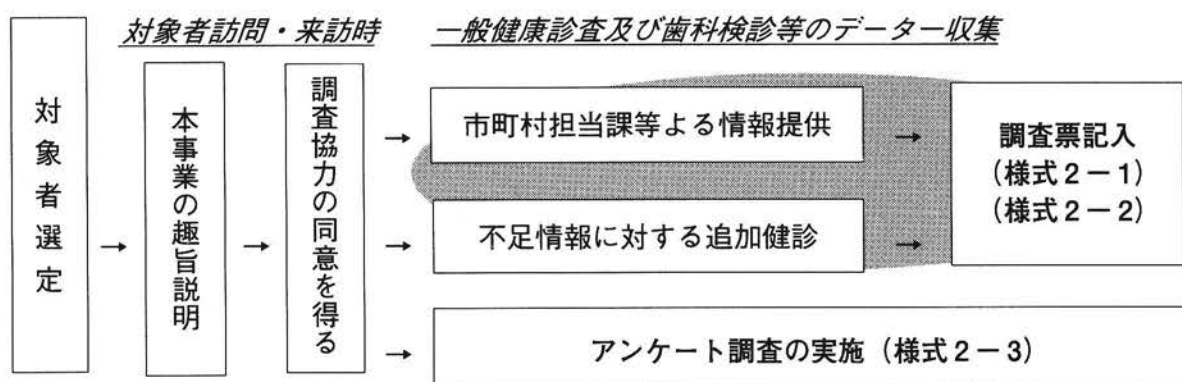 対象者訪問・来訪時
一般健康診査及び歯科検診等のデーター収集
対象者選定
→
本事業の趣旨説明
→
調査協力の同意を得る
→
市町村担当課等よる情報提供
→
調査票記入
(様式2-1)
(様式2-2)
→
不足情報に対する追加健診
→
→
アンケート調査の実施 (様式2-3)